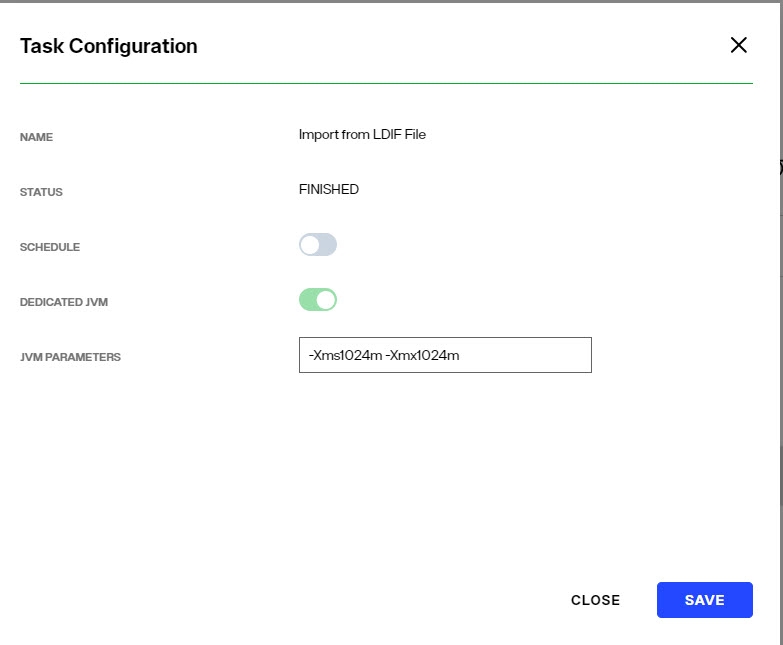 Task Configuration
NAME
Import from LDIF File
STATUS
FINISHED
SCHEDULE
DEDICATED JVM
JVM PARAMETERS
-Xms1024m -Xmx1024m
CLOSE
SAVE